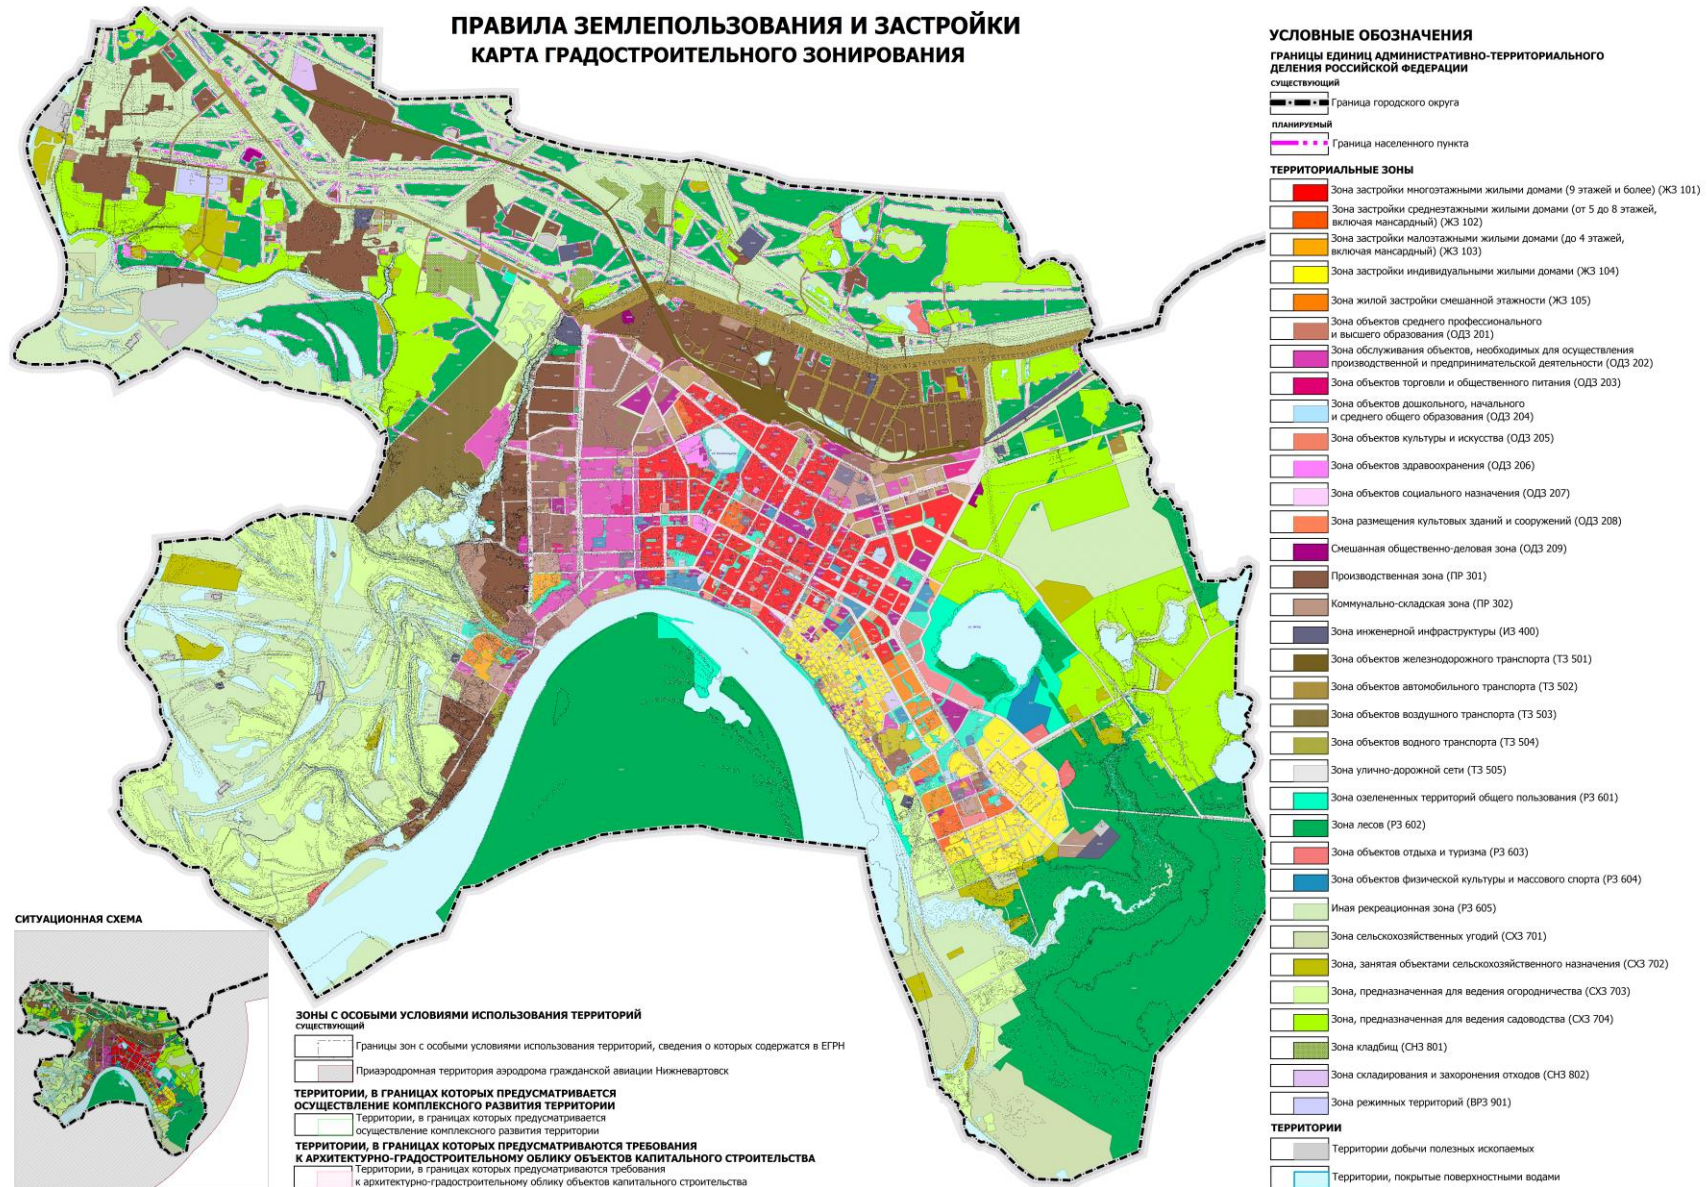 ПРАВИЛА ЗЕМЛЕПОЛЬЗОВАНИЯ И ЗАСТРОЙКИ
КАРТА ГРАДОСТРОИТЕЛЬНОГО ЗОНИРОВАНИЯ
УСЛОВНЫЕ ОБОЗНАЧЕНИЯ
ГРАНИЦЫ ЕДИНИЦ АДМИНИСТРАТИВНО-ТЕРРИТОРИАЛЬНОГО
ДЕЛЕНИЯ РОССИЙСКОЙ ФЕДЕРАЦИИ
СУЩЕСТВУЮЩИЙ
Граница городского округа
ПЛАНИРУЕМЫЙ
Граница населенного пункта
ТЕРРИТОРИАЛЬНЫЕ ЗОНЫ
Зона застройки многоэтажными жилыми домами (9 этажей и более) (ЖЗ 101)
Зона застройки среднеэтажными жилыми домами (от 5 до 8 этажей,
включая мансардный) (ЖЗ 102)
Зона застройки малоэтажными жилыми домами (до 4 этажей,
включая мансардный) (ЖЗ 103)
Зона застройки индивидуальными жилыми домами (ЖЗ 104)
Зона жилой застройки смешанной этажности (ЖЗ 105)
Зона объектов среднего профессионального
и высшего образования (ОДЗ 201)
Зона обслуживания объектов, необходимых для осуществления
производственной и предпринимательской деятельности (ОДЗ 202)
Зона объектов торговли и общественного питания (ОДЗ 203)
Зона объектов дошкольного, начального
и среднего общего образования (ОДЗ 204)
Зона объектов культуры и искусства (ОДЗ 205)
Зона объектов здравоохранения (ОДЗ 206)
Зона объектов социального назначения (ОДЗ 207)
Зона размещения культовых зданий и сооружений (ОДЗ 208)
Смешанная общественно-деловая зона (ОДЗ 209)
Производственная зона (ПР 301)
Коммунально-складская зона (ПР 302)
Зона инженерной инфраструктуры (ИЗ 400)
Зона объектов железнодорожного транспорта (ТЗ 501)
Зона объектов автомобильного транспорта (ТЗ 502)
Зона объектов воздушного транспорта (ТЗ 503)
Зона объектов водного транспорта (ТЗ 504)
Зона улично-дорожной сети (ТЗ 505)
Зона озелененных территорий общего пользования (РЗ 601)
Зона лесов (РЗ 602)
Зона объектов отдыха и туризма (РЗ 603)
Зона объектов физической культуры и массового спорта (РЗ 604)
Иная рекреационная зона (РЗ 605)
Зона сельскохозяйственных угодий (СХЗ 701)
Зона, занятая объектами сельскохозяйственного назначения (СХЗ 702)
Зона, предназначенная для ведения огородничества (СХЗ 703)
Зона, предназначенная для ведения садоводства (СХЗ 704)
Зона кладбищ (СНЗ 801)
Зона складирования и захоронения отходов (СНЗ 802)
Зона режимных территорий (ВРЗ 901)
ТЕРРИТОРИИ
Территории добычи полезных ископаемых
Территории, покрытые поверхностными водами
СИТУАЦИОННАЯ СХЕМА
ЗОНЫ С ОСОБЫМИ УСЛОВИЯМИ ИСПОЛЬЗОВАНИЯ ТЕРРИТОРИЙ
СУЩЕСТВУЮЩИЙ
Границы зон с особыми условиями использования территорий, сведения о которых содержатся в ЕГРН
Приаэродромная территория аэродрома гражданской авиации Нижневартовск
ТЕРРИТОРИИ, В ГРАНИЦАХ КОТОРЫХ ПРЕДУСМАТРИВАЕТСЯ
ОСУЩЕСТВЛЕНИЕ КОМПЛЕКСНОГО РАЗВИТИЯ ТЕРРИТОРИИ
Территории, в границах которых предусматривается
осуществление комплексного развития территории
ТЕРРИТОРИИ, В ГРАНИЦАХ КОТОРЫХ ПРЕДУСМАТРИВАЮТСЯ ТРЕБОВАНИЯ
К АРХИТЕКТУРНО-ГРАДОСТРОИТЕЛЬНОМУ ОБЛИКУ ОБЪЕКТОВ КАПИТАЛЬНОГО СТРОИТЕЛЬСТВА
Территории, в границах которых предусматриваются требования
к архитектурно-градостроительному облику объектов капитального строительства